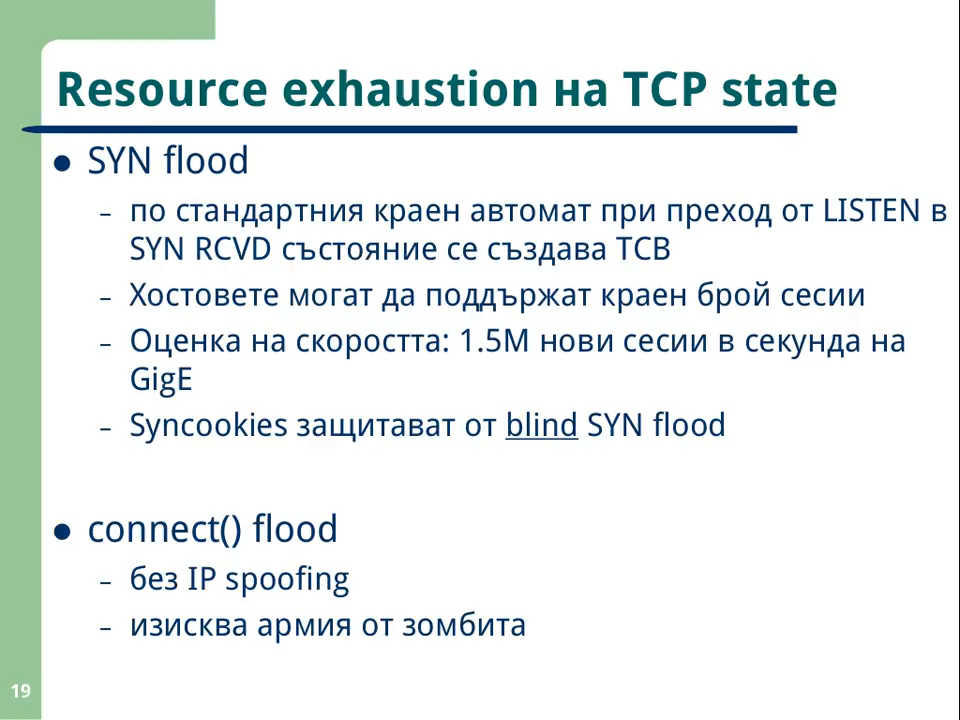 Resource exhaustion на TCP state
● SYN flood
– по стандартния краен автомат при преход от LISTEN в
SYN RCVD състояние се създава TCB
– Хостовете могат да поддържат краен брой сесии
– Оценка на скоростта: 1.5M нови сесии в секунда на
GigE
– Syncookies защитават от blind SYN flood
● connect() flood
– без IP spoofing
– изисква армия от зомбита
19